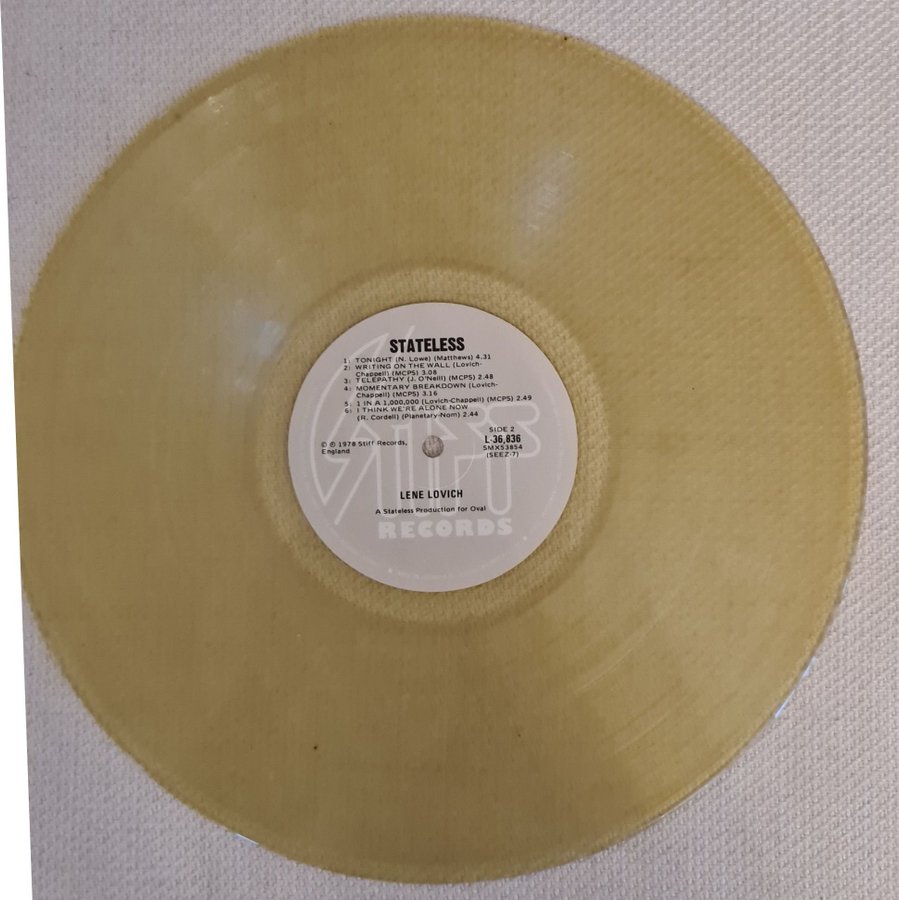 STATELESS
1: TONIGHT (N. Lowe) (Matthews) 4.31
2: WRITING ON THE WALL (Lovich-
Chappell) (MCPS) 3.08
3: TELEPATHY (J. O'Neill) (MCPS) 2.48
4: MOMENTARY BREAKDOWN (Lovich-
Chappell) (MCPS) 3.16
5: 1 IN A 1,000,000 (Lovich-Chappell) (MCPS) 2.49
6: I THINK WE'RE ALONE NOW
(R. Cordell) (Planetary-Nom) 2.44
© ℗ 1978 Stiff Records,
England
SIDE 2
L-36,836
SMX53854
(SEEZ-7)
STIFF
LENE LOVICH
A Stateless Production for Oval
RECORDS